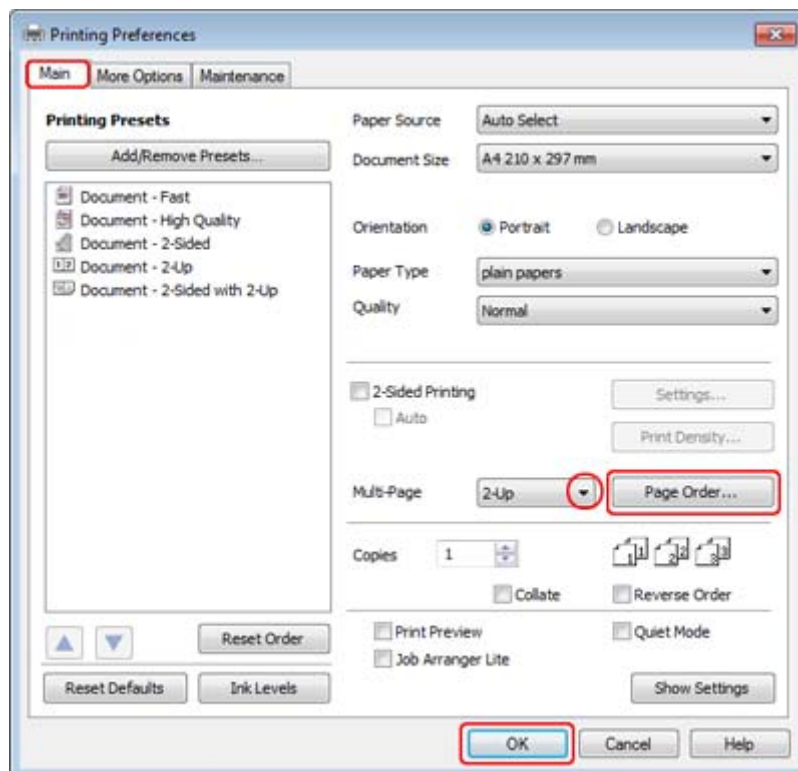 Printing Preferences
Main More Options Maintenance
Printing Presets
Add/Remove Presets...
Document - Fast
Document - High Quality
Document - 2-Sided
Document - 2-Up
Document - 2-Sided with 2-Up
Reset Order
Reset Defaults Ink Levels
Paper Source Auto Select
Document Size A4 210 x 297 mm
Orientation Portrait Landscape
Paper Type plain papers
Quality Normal
2-Sided Printing Settings...
Auto
Print Density...
Multi-Page 2-Up Page Order...
Copies 1
Collate Reverse Order
Print Preview Quiet Mode
Job Arranger Lite
Show Settings
OK Cancel Help